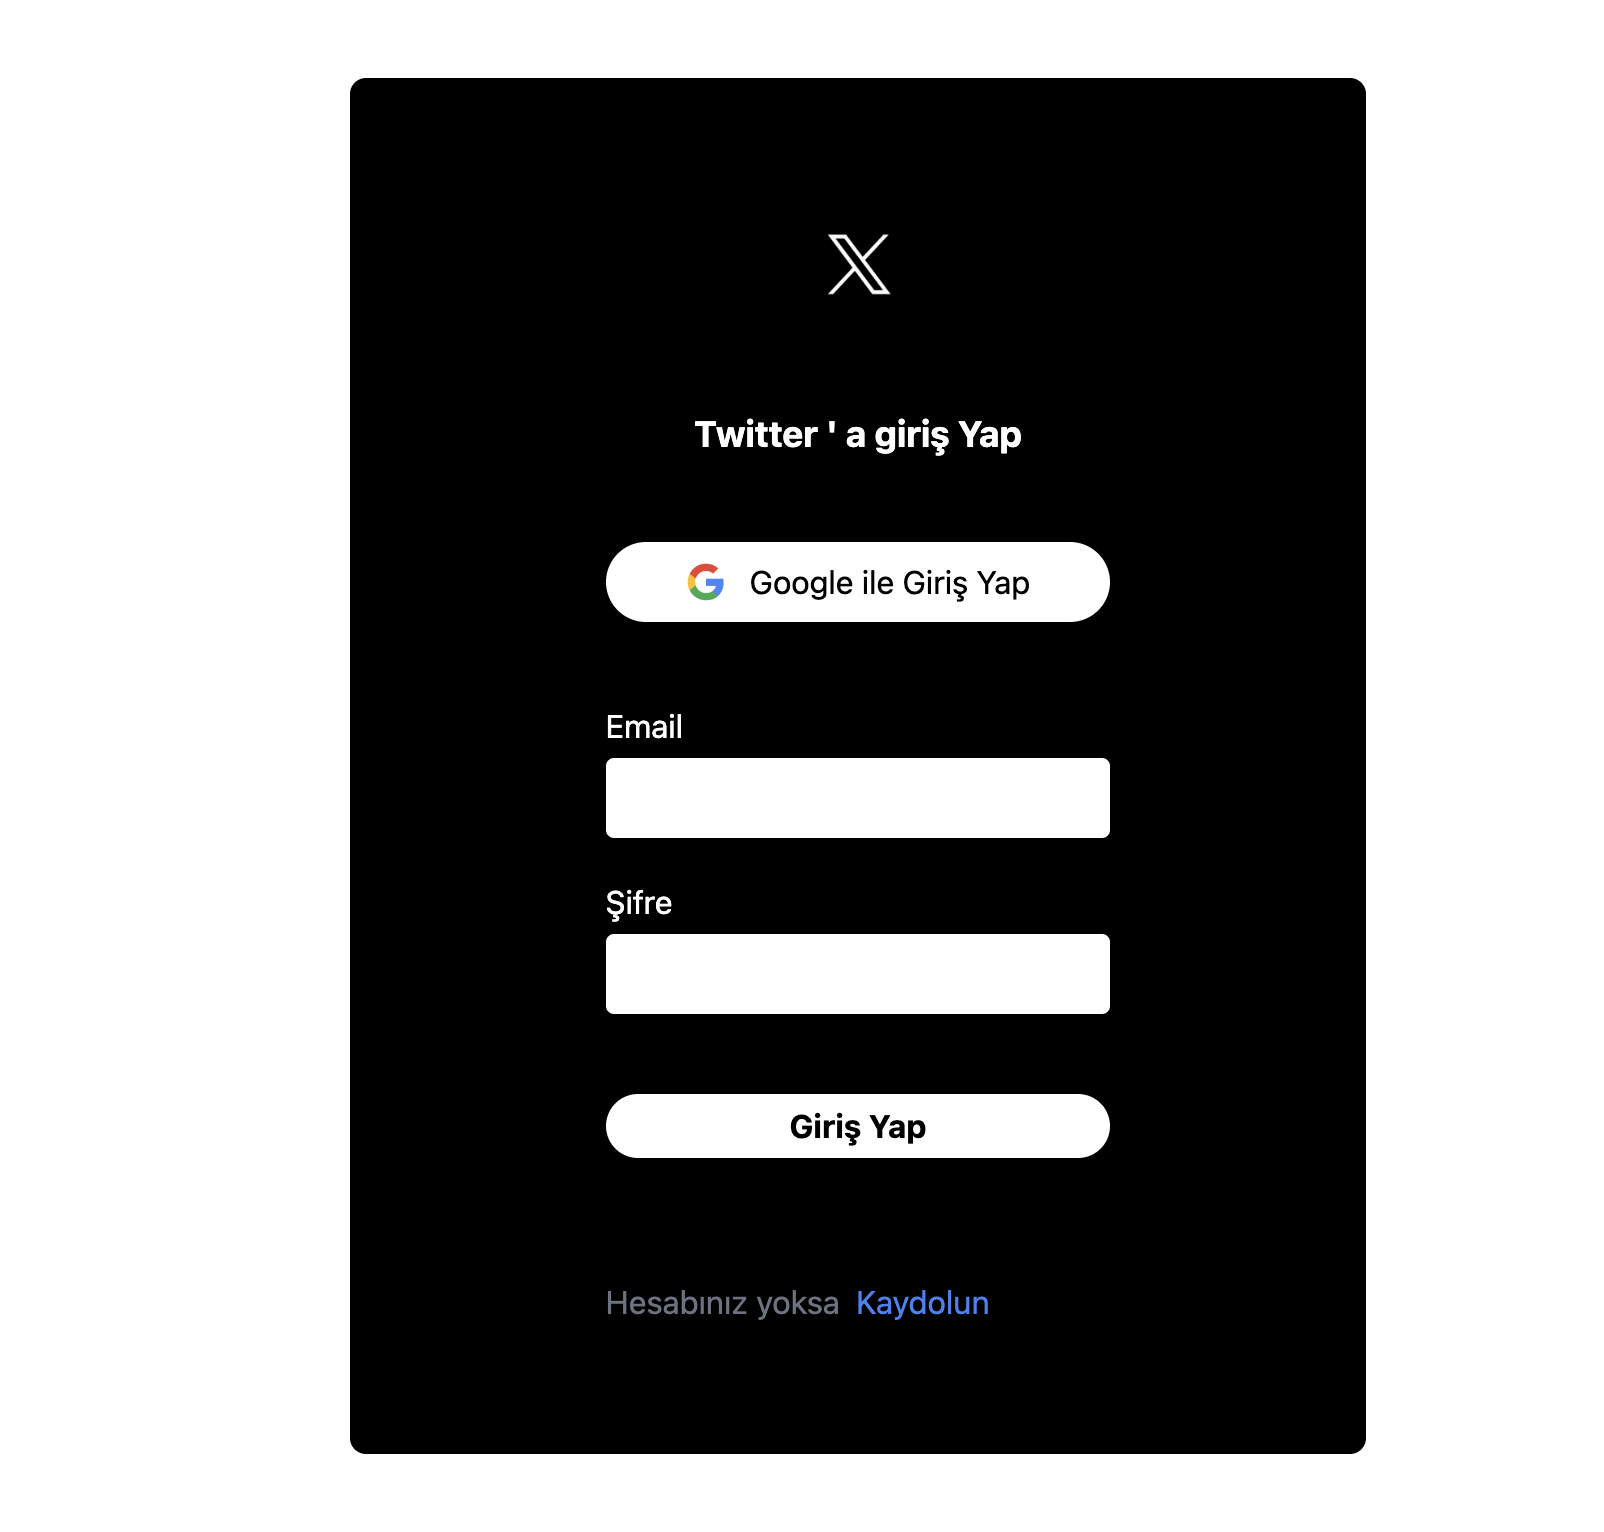 Twitter ' a giriş Yap
Google ile Giriş Yap
Email
Şifre
Giriş Yap
Hesabınız yoksa Kaydolun